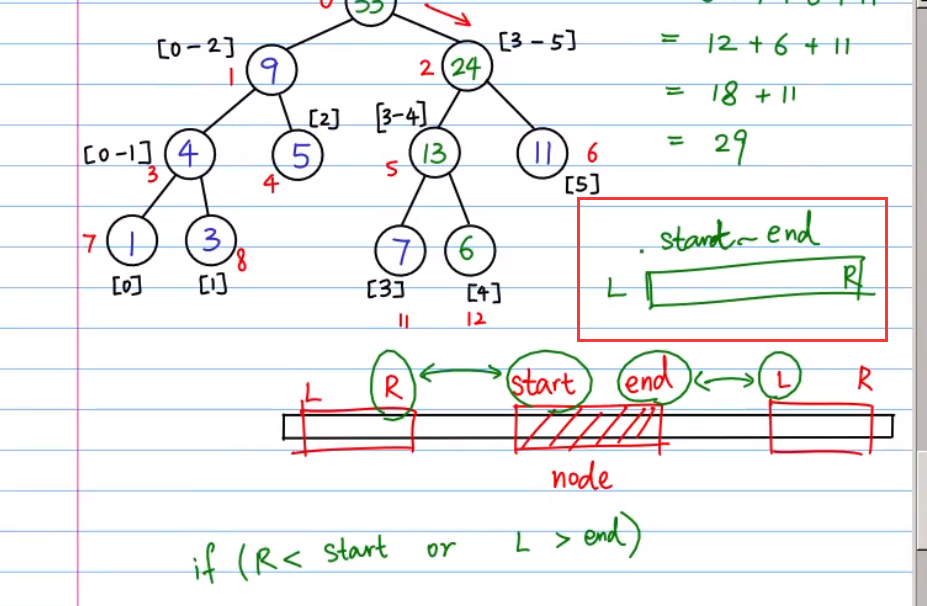 0 33
[0-2] 1 9 2 24 [3-5]
= 12 + 6 + 11
= 18 + 11
[0-1] 3 4 [2] 5 4 [3-4] 5 13 11 6 [5]
= 29
7 1 3 8 7 6
[0] [1] [3] [4]
11 12
. start ~ end
L R
L R start end L R
node
if (R < start or L > end)